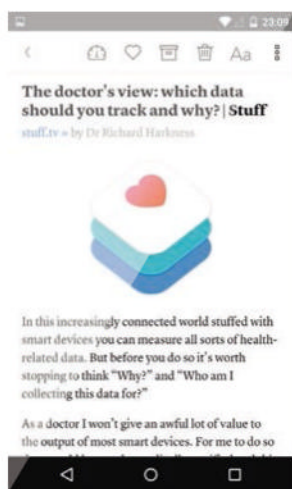 23:09
Aa
The doctor's view: which data
should you track and why? | Stuff
stuff.tv » by Dr Richard Harkness
In this increasingly connected world stuffed with
smart devices you can measure all sorts of health-
related data. But before you do so it's worth
stopping to think "Why?" and "Who am I
collecting this data for?"
As a doctor I won't give an awful lot of value to
the output of most smart devices. For me to do so